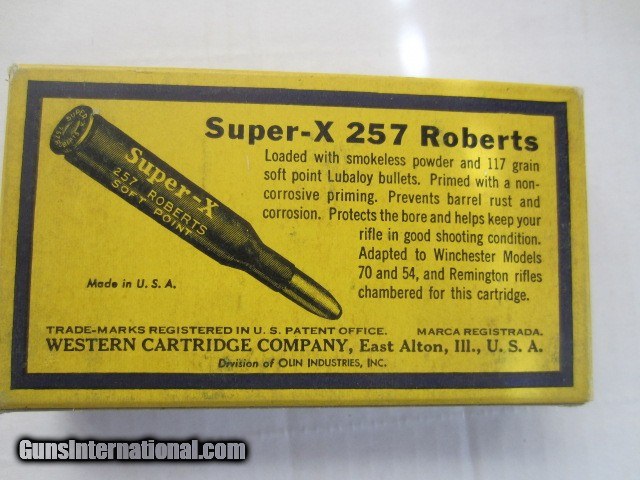 Super-X 257 Roberts
Loaded with smokeless powder and 117 grain
soft point Lubaloy bullets. Primed with a non-
corrosive priming. Prevents barrel rust and
corrosion. Protects the bore and helps keep your
rifle in good shooting condition.
Adapted to Winchester Models
70 and 54, and Remington rifles
chambered for this cartridge.
Super-X
257 ROBERTS
SOFT POINT
Made in U. S. A.
TRADE-MARKS REGISTERED IN U. S. PATENT OFFICE. MARCA REGISTRADA.
WESTERN CARTRIDGE COMPANY, East Alton, Ill., U. S. A.
Division of OLIN INDUSTRIES, INC.
GunsInternational.com